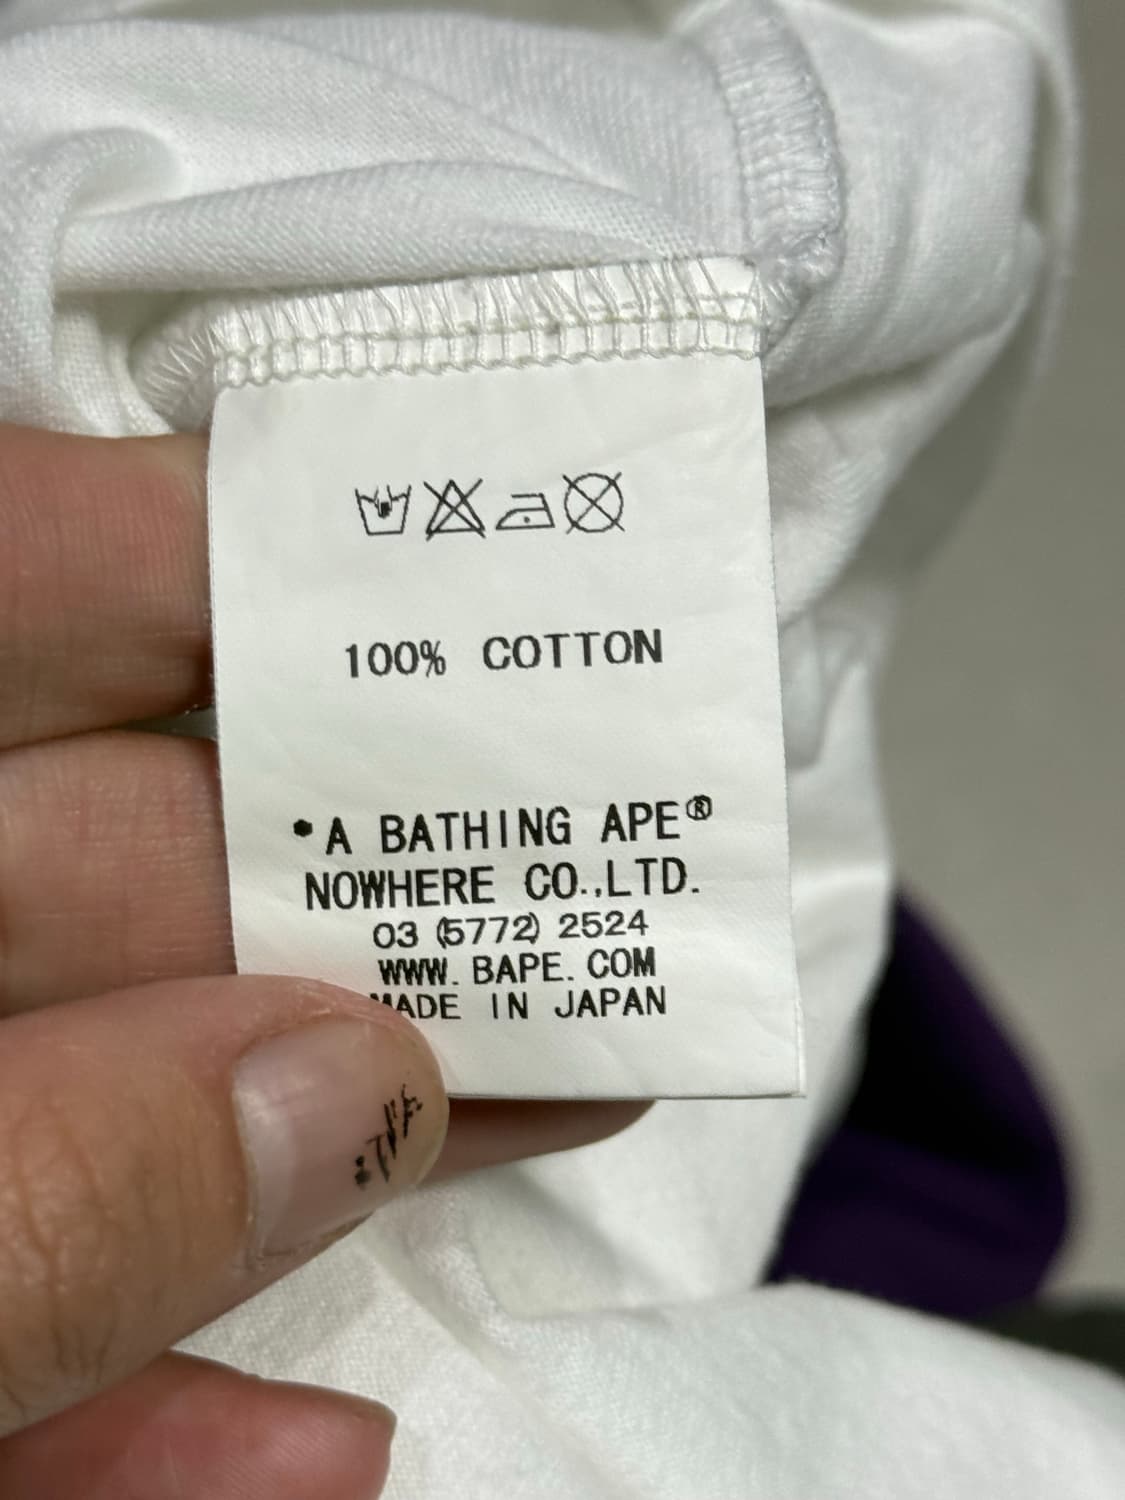 100% COTTON
*A BATHING APE®
NOWHERE CO.,LTD.
03 (5772) 2524
WWW. BAPE. COM
MADE IN JAPAN